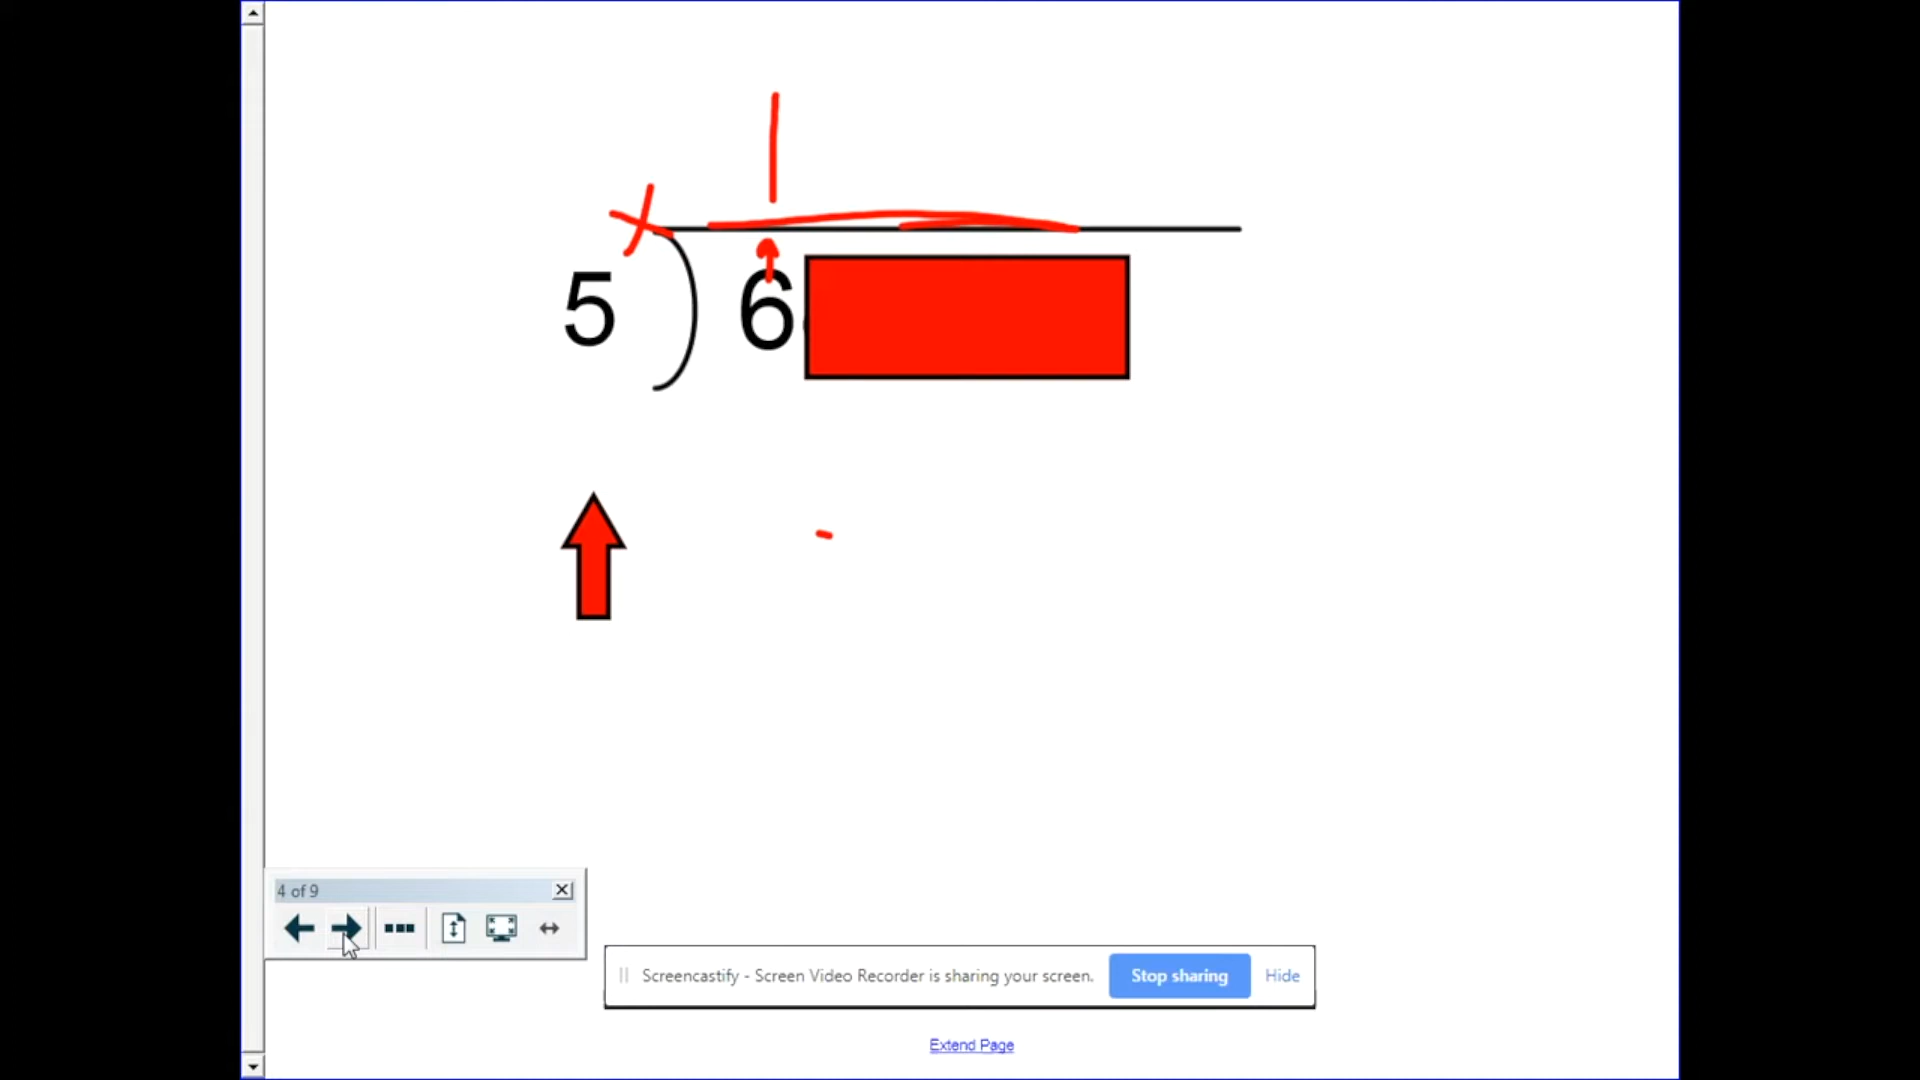 1
5 6
4 of 9
Screencastify - Screen Video Recorder is sharing your screen. Stop sharing Hide
Extend Page